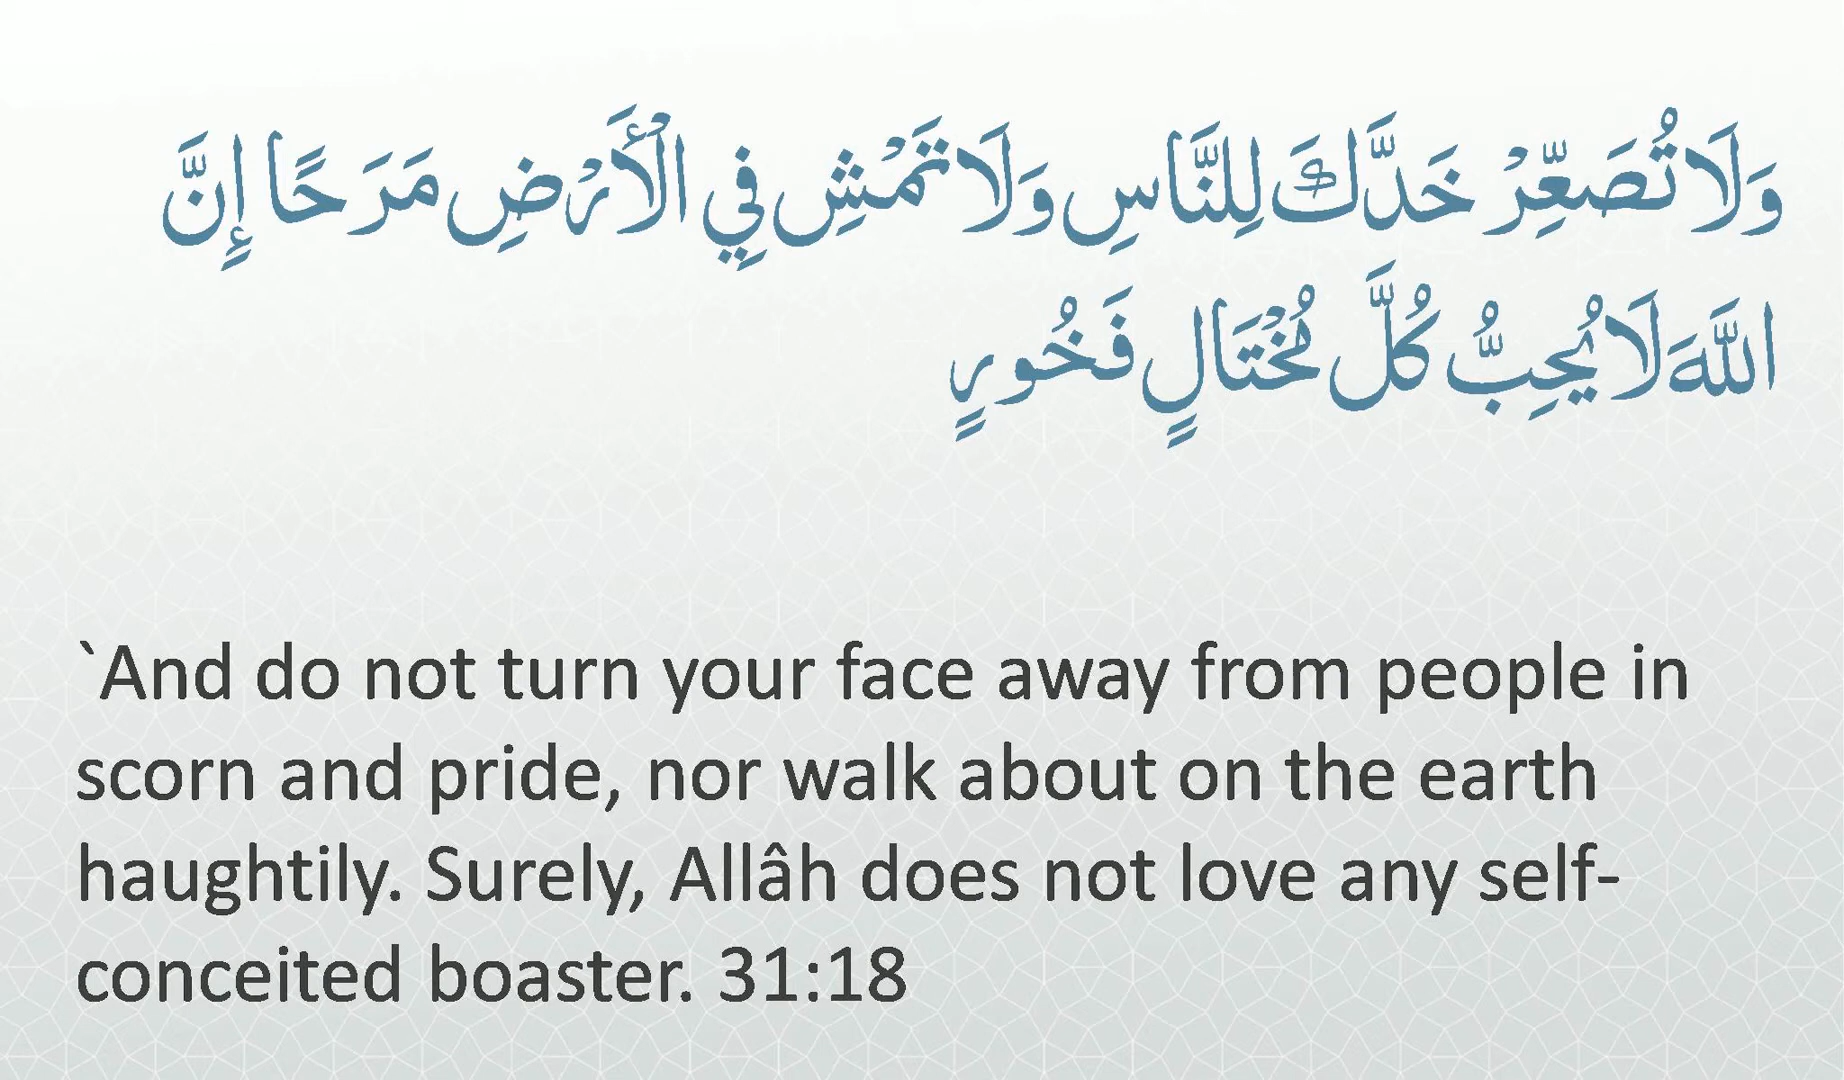 وَلَا تُصَعِّرْ خَدَّكَ لِلنَّاسِ وَلَا تَمْشِ فِي الْأَرْضِ مَرَحًا إِنَّ
اللَّهَ لَا يُحِبُّ كُلَّ مُخْتَالٍ فَخُورٍ
`And do not turn your face away from people in
scorn and pride, nor walk about on the earth
haughtily. Surely, Allâh does not love any self-
conceited boaster. 31:18